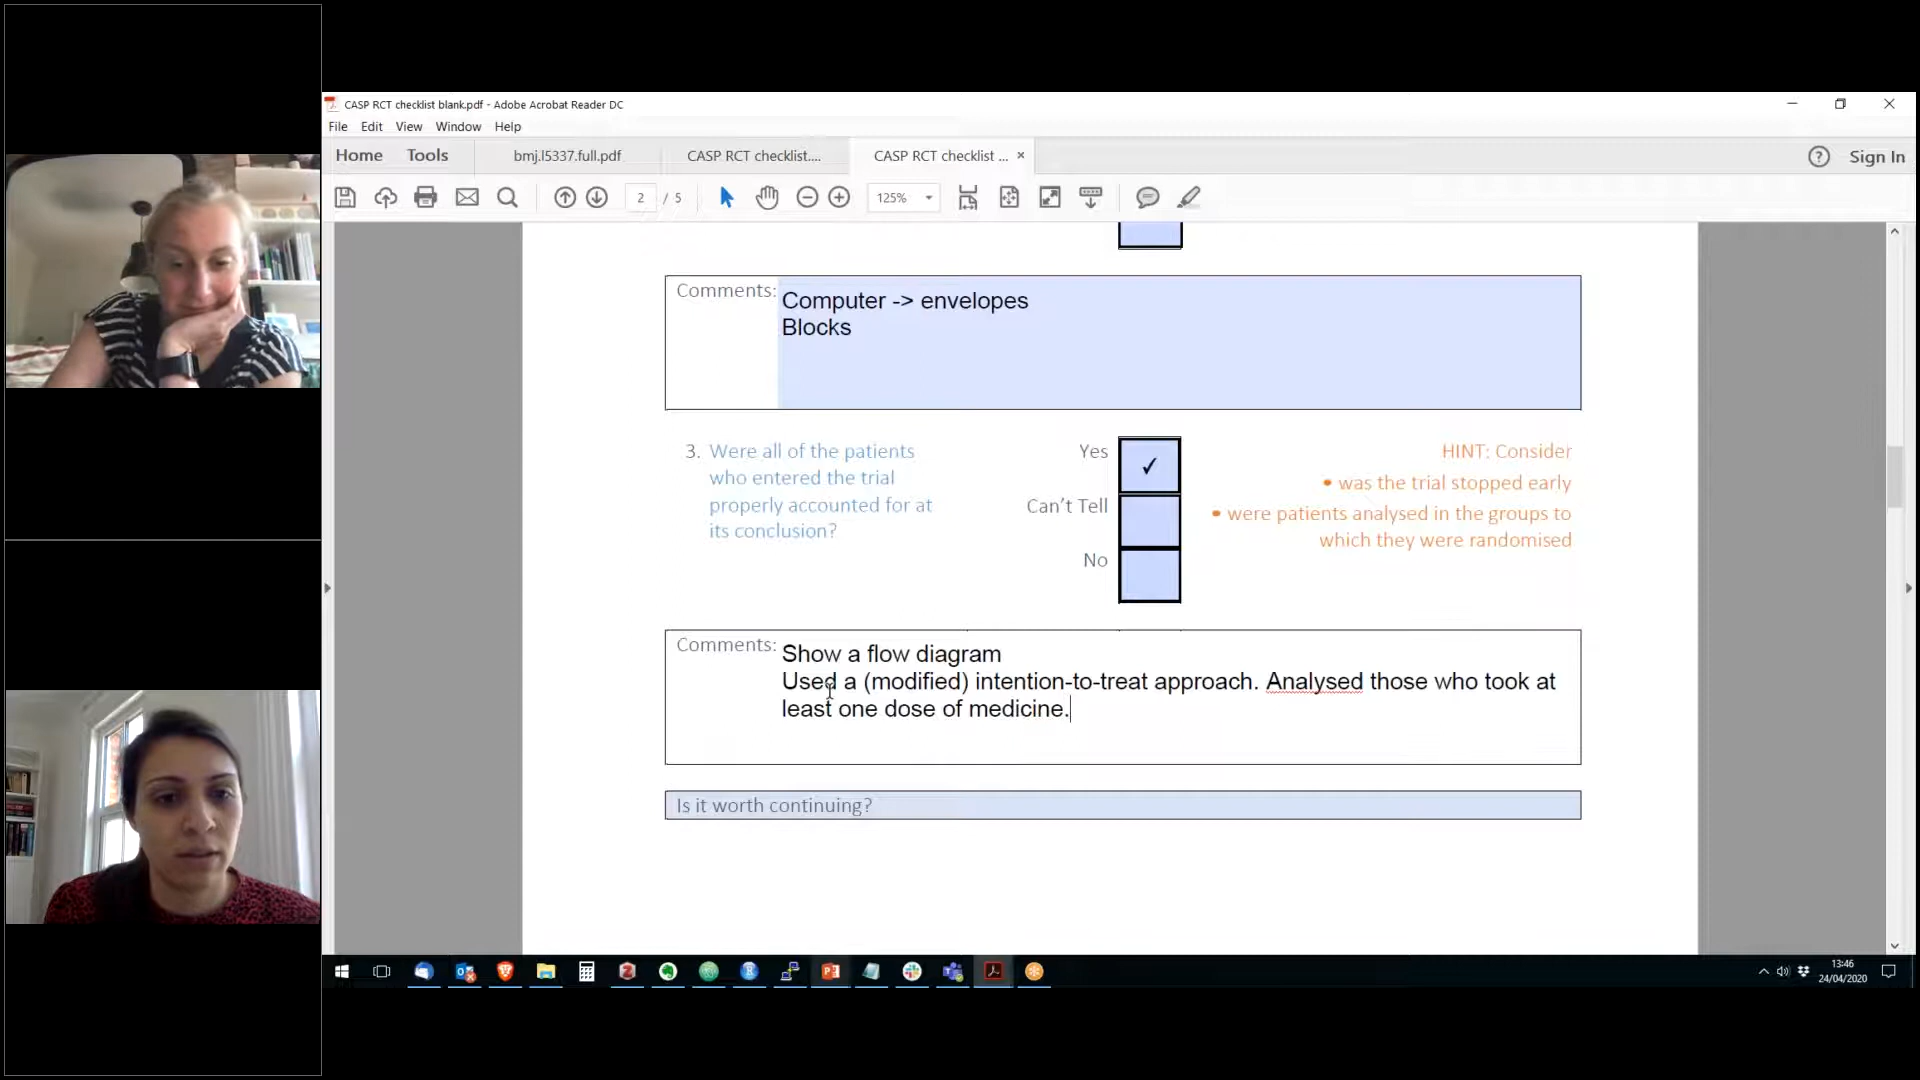 CASP RCT checklist blank.pdf - Adobe Acrobat Reader DC
File Edit View Window Help
Home Tools bmj.l5337.full.pdf CASP RCT checklist.... CASP RCT checklist ... × ? Sign In
2 / 5 125%
Comments: Computer -> envelopes
Blocks
3. Were all of the patients
who entered the trial
properly accounted for at
its conclusion?
Yes ✓
Can't Tell
No
HINT: Consider
• was the trial stopped early
• were patients analysed in the groups to
which they were randomised
Comments: Show a flow diagram
Used a (modified) intention-to-treat approach. Analysed those who took at
least one dose of medicine.
Is it worth continuing?
13:46
24/04/2020